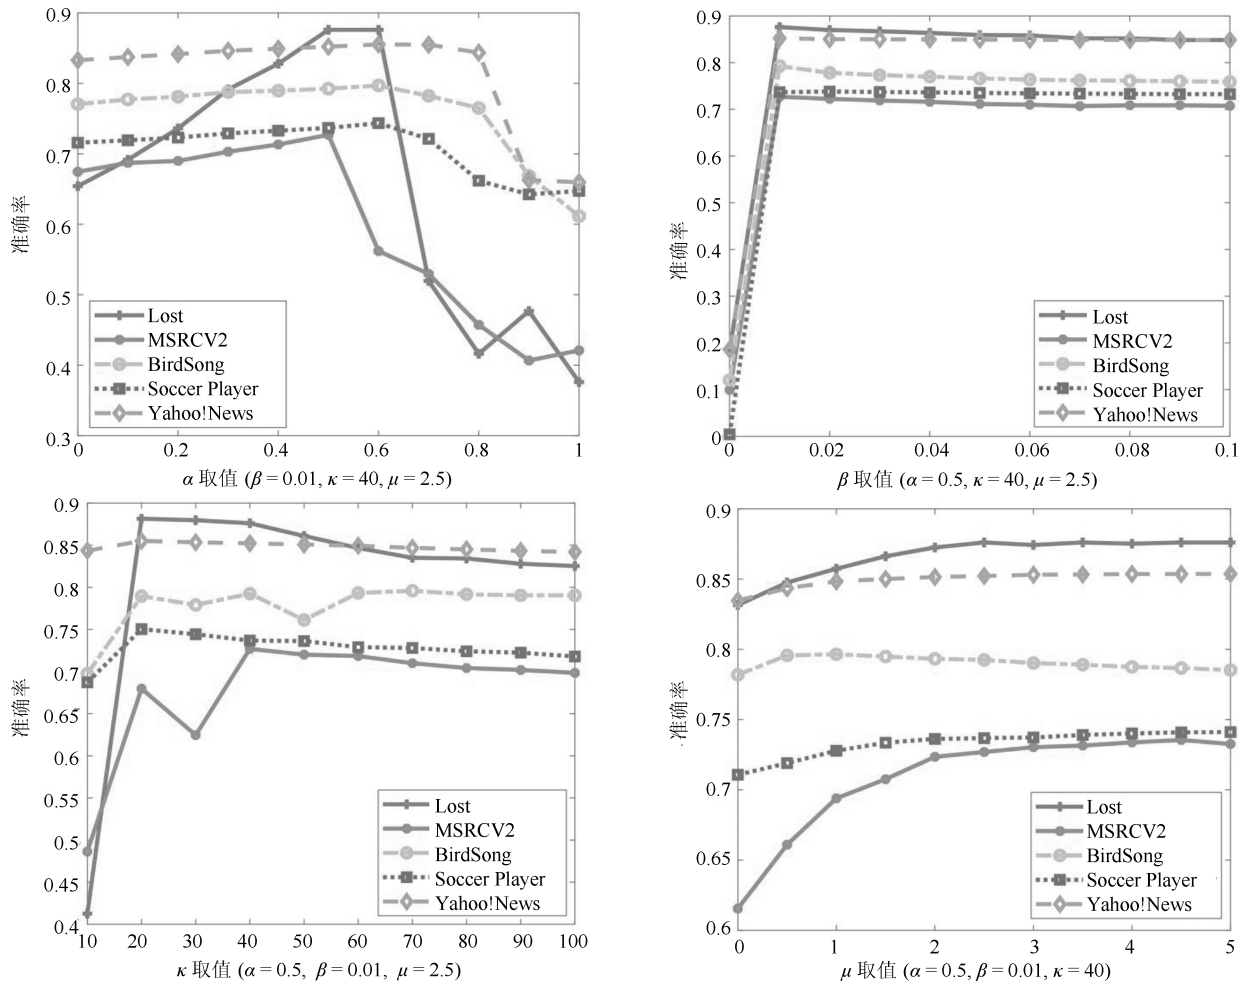 0.9
0.8
0.7
0.6
0.5
0.4
0.3
准确率
Lost
MSRCV2
BirdSong
Soccer Player
Yahoo!News
0 0.2 0.4 0.6 0.8 1
α 取值 (β = 0.01, κ = 40, μ = 2.5)
0.9
0.8
0.7
0.6
0.5
0.4
0.3
0.2
0.1
0
准确率
Lost
MSRCV2
BirdSong
Soccer Player
Yahoo!News
0 0.02 0.04 0.06 0.08 0.1
β 取值 (α = 0.5, κ = 40, μ = 2.5)
0.9
0.85
0.8
0.75
0.7
0.65
0.6
0.55
0.5
0.45
0.4
准确率
Lost
MSRCV2
BirdSong
Soccer Player
Yahoo!News
10 20 30 40 50 60 70 80 90 100
κ 取值 (α = 0.5, β = 0.01, μ = 2.5)
0.9
0.85
0.8
0.75
0.7
0.65
0.6
准确率
Lost
MSRCV2
BirdSong
Soccer Player
Yahoo!News
0 1 2 3 4 5
μ 取值 (α = 0.5, β = 0.01, κ = 40)